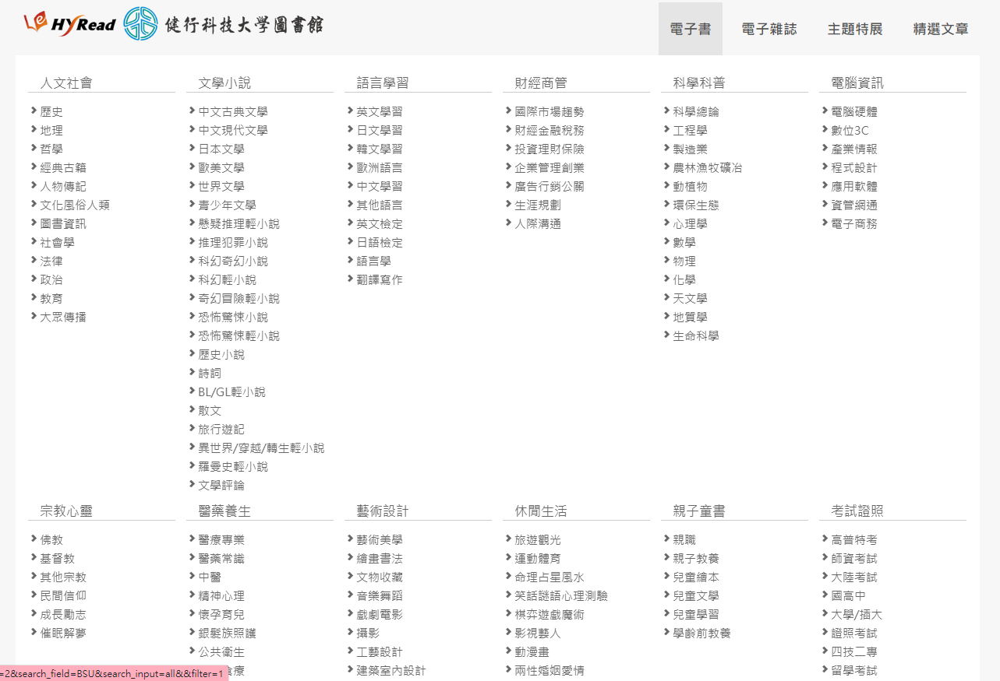 HyRead 健行科技大學圖書館
電子書
電子雜誌
主題特展
精選文章
人文社會
歷史
地理
哲學
經典古籍
人物傳記
文化風俗人類
圖書資訊
社會學
法律
政治
教育
大眾傳播
文學小說
中文古典文學
中文現代文學
日本文學
歐美文學
世界文學
青少年文學
懸疑推理輕小說
推理犯罪小說
科幻奇幻小說
科幻輕小說
奇幻冒險輕小說
恐怖驚悚小說
恐怖驚悚輕小說
歷史小說
詩詞
BL/GL輕小說
散文
旅行遊記
異世界/穿越/轉生輕小說
羅曼史輕小說
文學評論
語言學習
英文學習
日文學習
韓文學習
歐洲語言
中文學習
其他語言
英文檢定
日語檢定
語言學
翻譯寫作
財經商管
國際市場趨勢
財經金融稅務
投資理財保險
企業管理創業
廣告行銷公關
生涯規劃
人際溝通
科學科普
科學總論
工程學
製造業
農林漁牧礦冶
動植物
環保生態
心理學
數學
物理
化學
天文學
地質學
生命科學
電腦資訊
電腦硬體
數位3C
產業情報
程式設計
應用軟體
資管網通
電子商務
宗教心靈
佛教
基督教
其他宗教
民間信仰
成長勵志
催眠解夢
醫藥養生
醫療專業
醫藥常識
中醫
精神心理
懷孕育兒
銀髮族照護
公共衛生
食療
藝術設計
藝術美學
繪畫書法
文物收藏
音樂舞蹈
戲劇電影
攝影
工藝設計
建築室內設計
休閒生活
旅遊觀光
運動體育
命理占星風水
笑話謎語心理測驗
棋弈遊戲魔術
影視藝人
動漫畫
兩性婚姻愛情
親子童書
親職
親子教養
兒童繪本
兒童文學
兒童學習
學齡前教養
考試證照
高普特考
師資考試
大陸考試
國高中
大學/插大
證照考試
四技二專
留學考試
=2&search_field=BSU&search_input=all&&filter=1